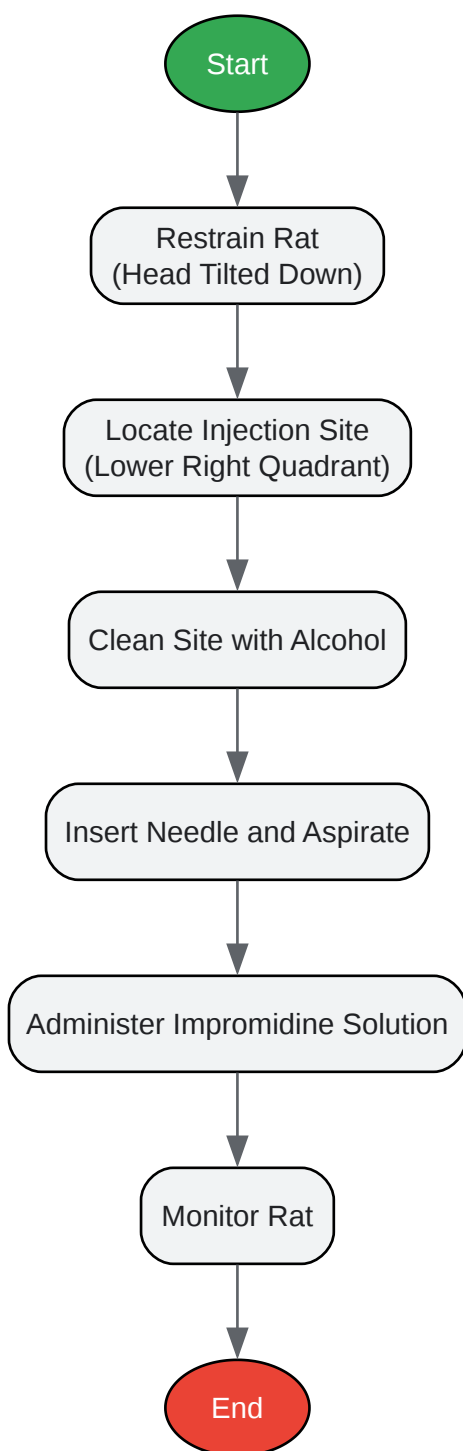 Start
Restrain Rat
(Head Tilted Down)
Locate Injection Site
(Lower Right Quadrant)
Clean Site with Alcohol
Insert Needle and Aspirate
Administer Impromidine Solution
Monitor Rat
End